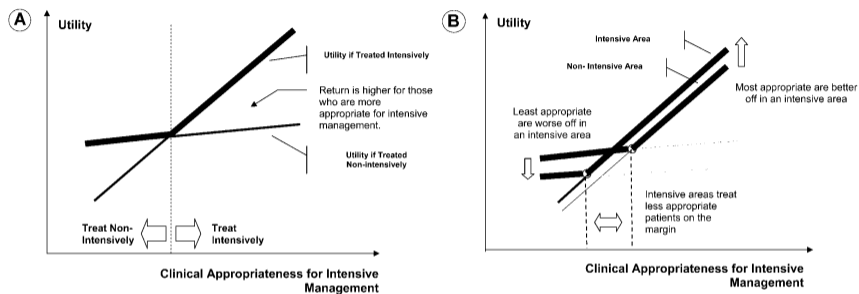 A
Utility
Utility if Treated Intensively
Return is higher for those
who are more
appropriate for intensive
management.
Utility if Treated
Non-intensively
Treat Non-
Intensively
Treat
Intensively
Clinical Appropriateness for Intensive
Management
B
Utility
Intensive Area
Non- Intensive Area
Most appropriate are better
off in an intensive area
Least appropriate
are worse off in
an intensive area
Intensive areas treat
less appropriate
patients on the
margin
Clinical Appropriateness for Intensive
Management